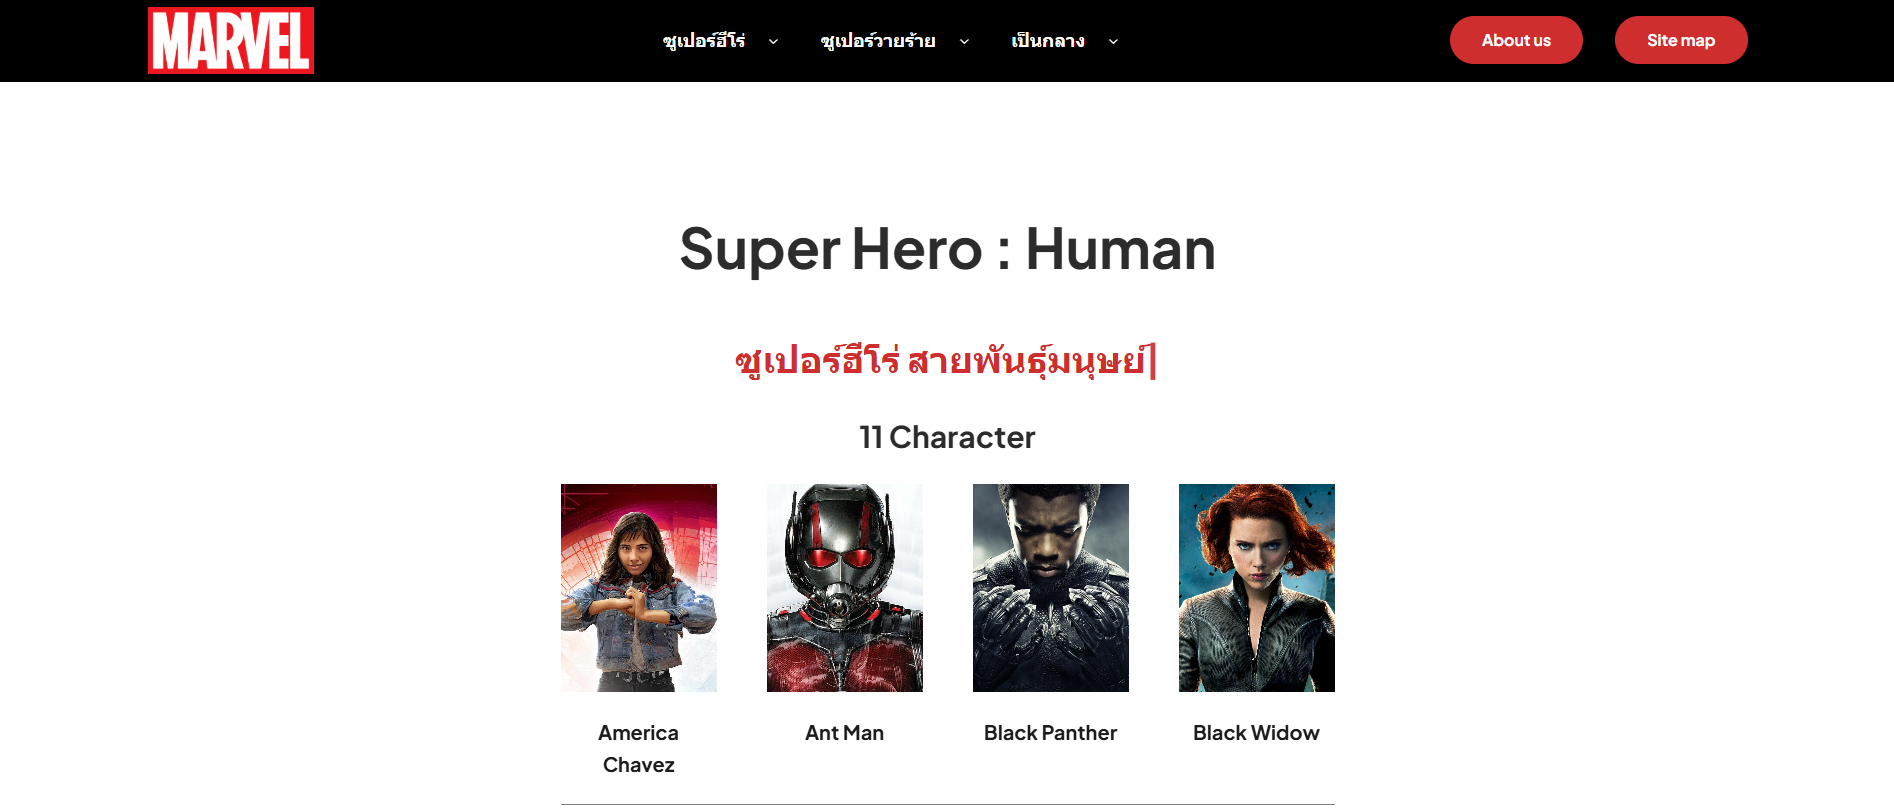 MARVEL
ซูเปอร์ฮีโร่
ซูเปอร์วายร้าย
เป็นกลาง
About us
Site map
Super Hero : Human
ซูเปอร์ฮีโร่ สายพันธุ์มนุษย์|
11 Character
America
Chavez
Ant Man
Black Panther
Black Widow